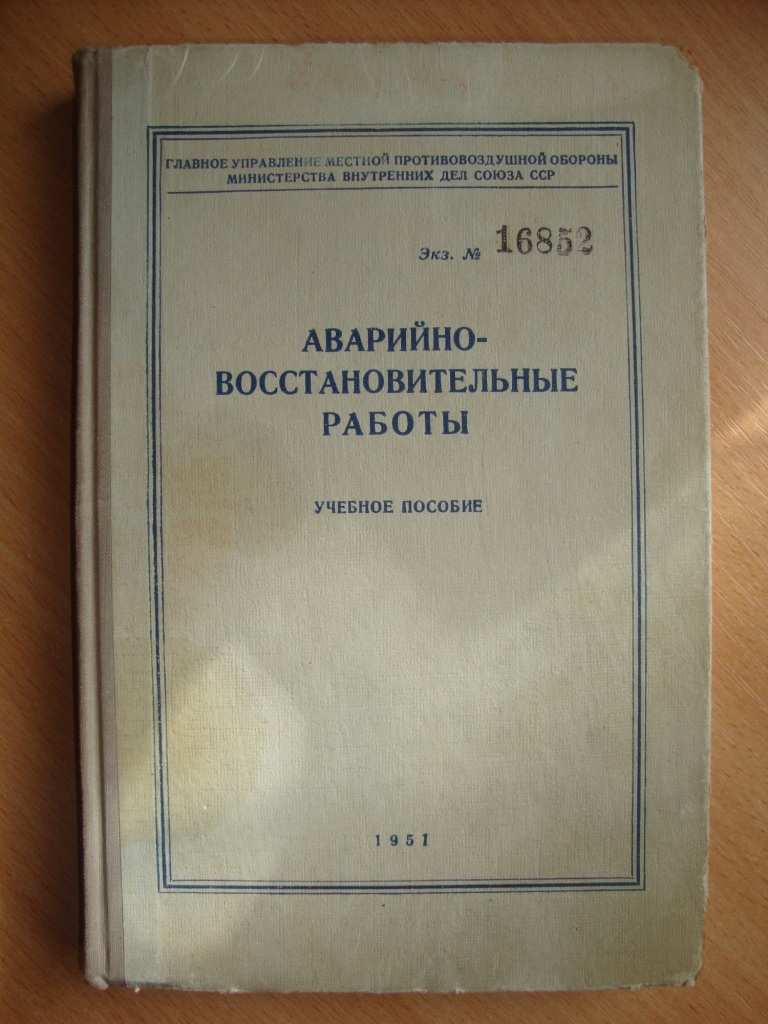 ГЛАВНОЕ УПРАВЛЕНИЕ МЕСТНОЙ ПРОТИВОВОЗДУШНОЙ ОБОРОНЫ
МИНИСТЕРСТВА ВНУТРЕННИХ ДЕЛ СОЮЗА ССР
Экз. № 16852
АВАРИЙНО-
ВОССТАНОВИТЕЛЬНЫЕ
РАБОТЫ
УЧЕБНОЕ ПОСОБИЕ
1951